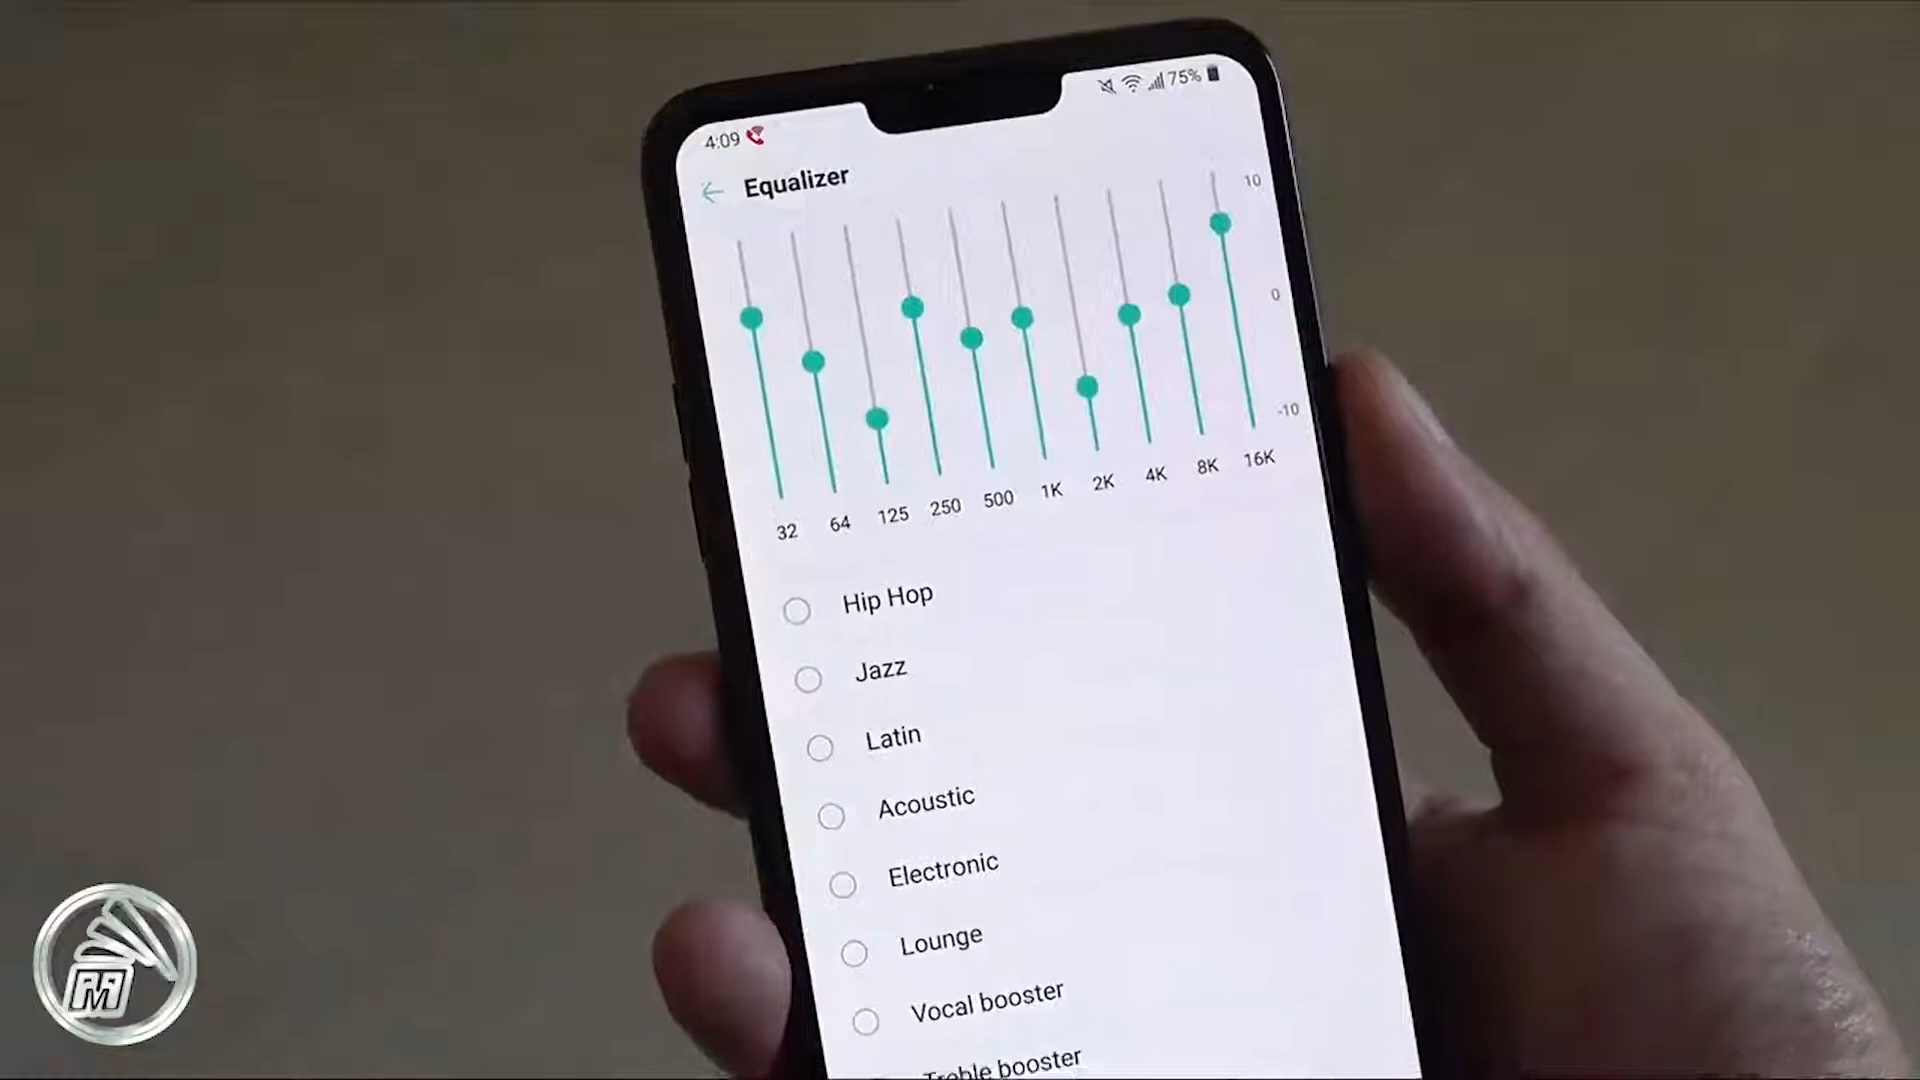 4:09
75%
Equalizer
10
0
-10
32 64 125 250 500 1K 2K 4K 8K 16K
Hip Hop
Jazz
Latin
Acoustic
Electronic
Lounge
Vocal booster
Treble booster
M